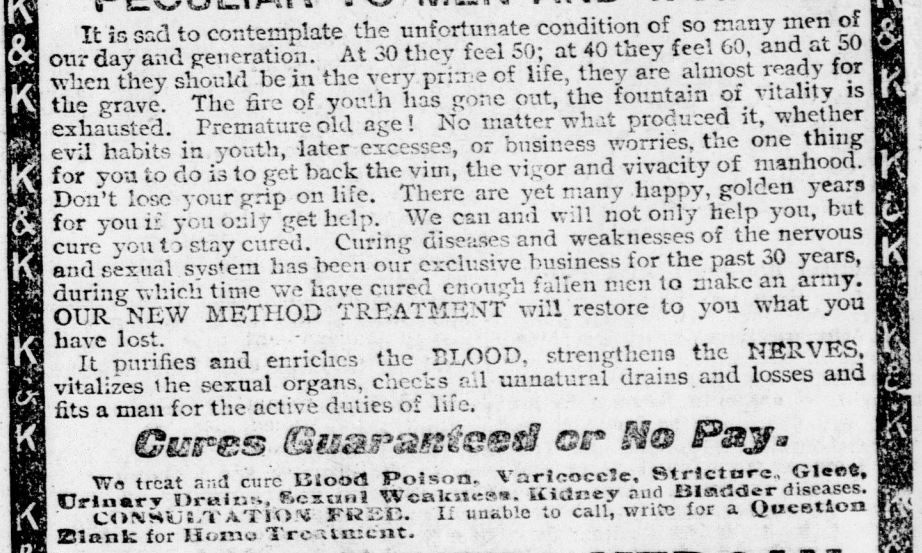 It is sad to contemplate the unfortunate condition of so many men of
our day and generation. At 30 they feel 50; at 40 they feel 60, and at 50
when they should be in the very prime of life, they are almost ready for
the grave. The fire of youth has gone out, the fountain of vitality is
exhausted. Premature old age! No matter what produced it, whether
evil habits in youth, later excesses, or business worries, the one thing
for you to do is to get back the vim, the vigor and vivacity of manhood.
Don't lose your grip on life. There are yet many happy, golden years
for you if you only get help. We can and will not only help you, but
cure you to stay cured. Curing diseases and weaknesses of the nervous
and sexual system has been our exclusive business for the past 30 years,
during which time we have cured enough fallen men to make an army.
OUR NEW METHOD TREATMENT will restore to you what you
have lost.
It purifies and enriches the BLOOD, strengthens the NERVES,
vitalizes the sexual organs, checks all unnatural drains and losses and
fits a man for the active duties of life.
Cures Guaranteed or No Pay.
We treat and cure Blood Poison, Varicocele, Stricture, Gleet,
Urinary Drains, Sexual Weakness, Kidney and Bladder diseases.
CONSULTATION FREE. If unable to call, write for a Question
Blank for Home Treatment.
K & K K & K K & K